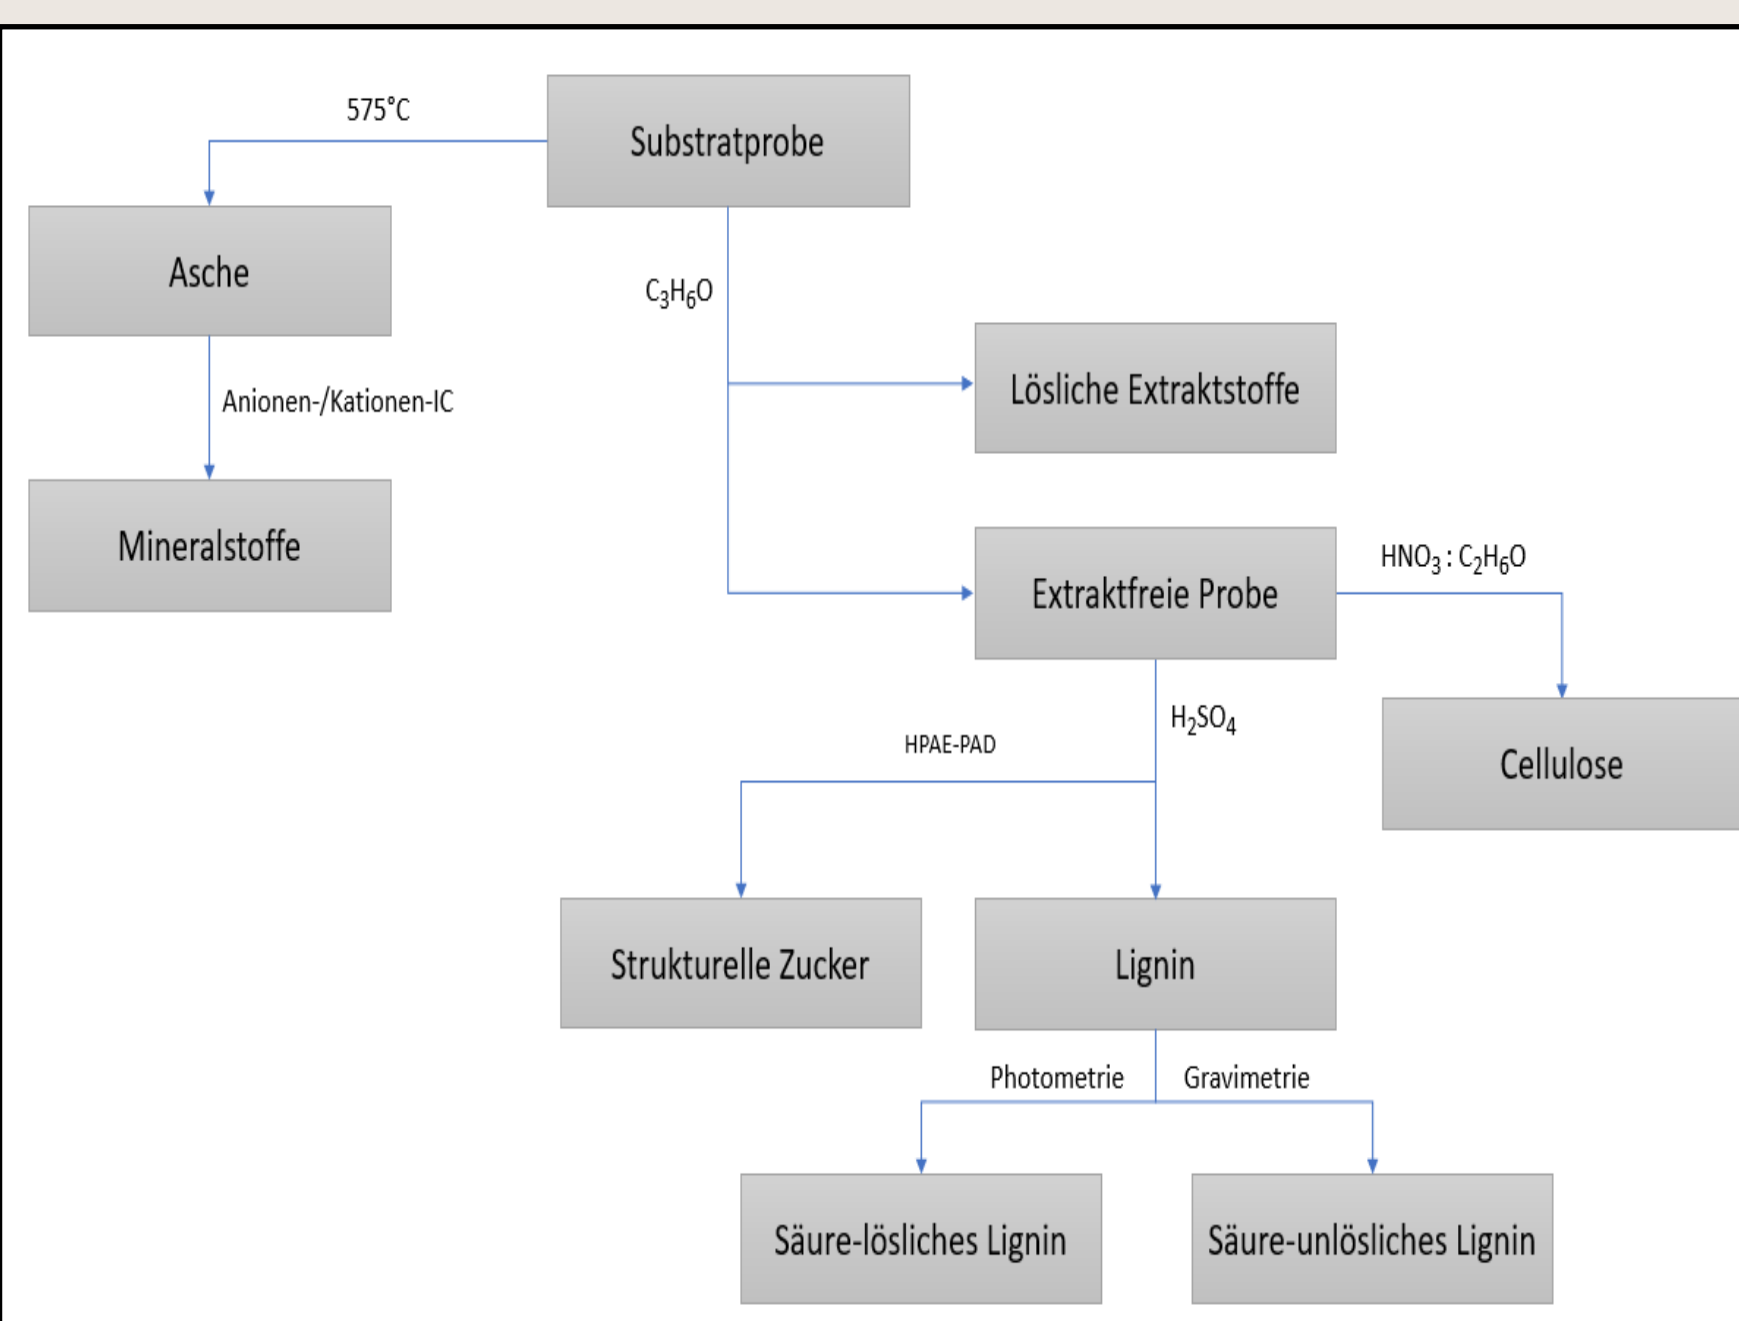 575°C
Substratprobe
Asche
C₃H₆O
Lösliche Extraktstoffe
Anionen-/Kationen-IC
Mineralstoffe
Extraktfreie Probe
HNO₃ : C₂H₆O
H₂SO₄
HPAE-PAD
Cellulose
Strukturelle Zucker
Lignin
Photometrie
Gravimetrie
Säure-lösliches Lignin
Säure-unlösliches Lignin